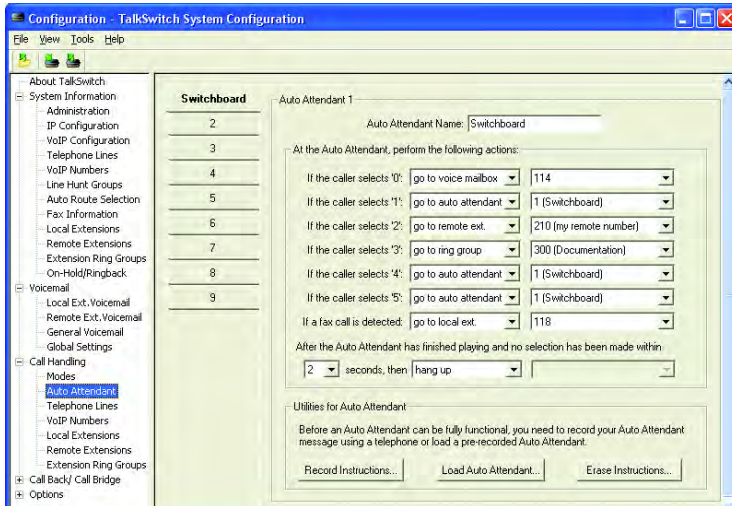 Configuration - TalkSwitch System Configuration
File View Tools Help
About TalkSwitch
System Information
Administration
IP Configuration
VoIP Configuration
Telephone Lines
VoIP Numbers
Line Hunt Groups
Auto Route Selection
Fax Information
Local Extensions
Remote Extensions
Extension Ring Groups
On-Hold/Ringback
Voicemail
Local Ext.Voicemail
Remote Ext.Voicemail
General Voicemail
Global Settings
Call Handling
Modes
Auto Attendant
Telephone Lines
VoIP Numbers
Local Extensions
Remote Extensions
Extension Ring Groups
Call Back/ Call Bridge
Options
Switchboard
2
3
4
5
6
7
8
9
Auto Attendant 1
Auto Attendant Name: Switchboard
At the Auto Attendant, perform the following actions:
If the caller selects '0': go to voice mailbox 114
If the caller selects '1': go to auto attendant 1 (Switchboard)
If the caller selects '2': go to remote ext. 210 (my remote number)
If the caller selects '3': go to ring group 300 (Documentation)
If the caller selects '4': go to auto attendant 1 (Switchboard)
If the caller selects '5': go to auto attendant 1 (Switchboard)
If a fax call is detected: go to local ext. 118
After the Auto Attendant has finished playing and no selection has been made within
2 seconds, then hang up
Utilities for Auto Attendant
Before an Auto Attendant can be fully functional, you need to record your Auto Attendant
message using a telephone or load a pre-recorded Auto Attendant.
Record Instructions... Load Auto Attendant... Erase Instructions...